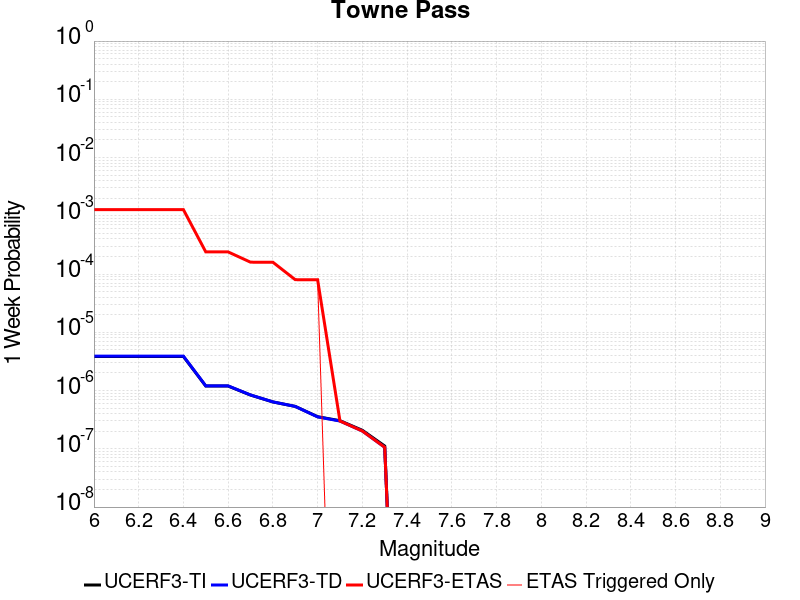 Towne Pass
1 Week Probability
10^0
10^-1
10^-2
10^-3
10^-4
10^-5
10^-6
10^-7
10^-8
6 6.2 6.4 6.6 6.8 7 7.2 7.4 7.6 7.8 8 8.2 8.4 8.6 8.8 9
Magnitude
UCERF3-TI UCERF3-TD UCERF3-ETAS ETAS Triggered Only